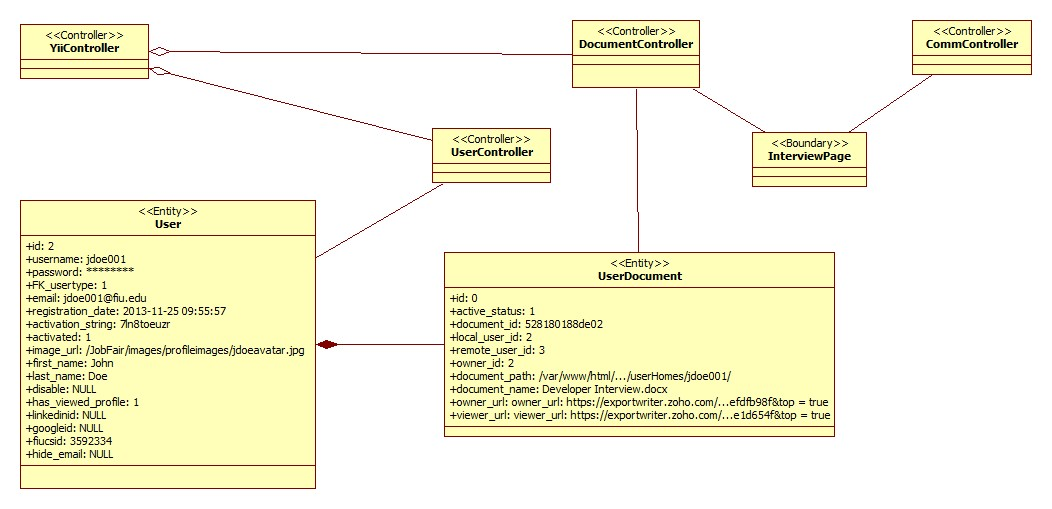 <<Controller>>
YiiController
<<Controller>>
DocumentController
<<Controller>>
CommController
<<Controller>>
UserController
<<Boundary>>
InterviewPage
<<Entity>>
User
+id: 2
+username: jdoe001
+password: ********
+FK_usertype: 1
+email: jdoe001@fiu.edu
+registration_date: 2013-11-25 09:55:57
+activation_string: 7ln8toeuzr
+activated: 1
+image_url: /JobFair/images/profileimages/jdoeavatar.jpg
+first_name: John
+last_name: Doe
+disable: NULL
+has_viewed_profile: 1
+linkedinid: NULL
+googleid: NULL
+fiucsid: 3592334
+hide_email: NULL
<<Entity>>
UserDocument
+id: 0
+active_status: 1
+document_id: 528180188de02
+local_user_id: 2
+remote_user_id: 3
+owner_id: 2
+document_path: /var/www/html/.../userHomes/jdoe001/
+document_name: Developer Interview.docx
+owner_url: owner_url: https://exportwriter.zoho.com/...efdfb98f&top = true
+viewer_url: viewer_url: https://exportwriter.zoho.com/...e1d654f&top = true